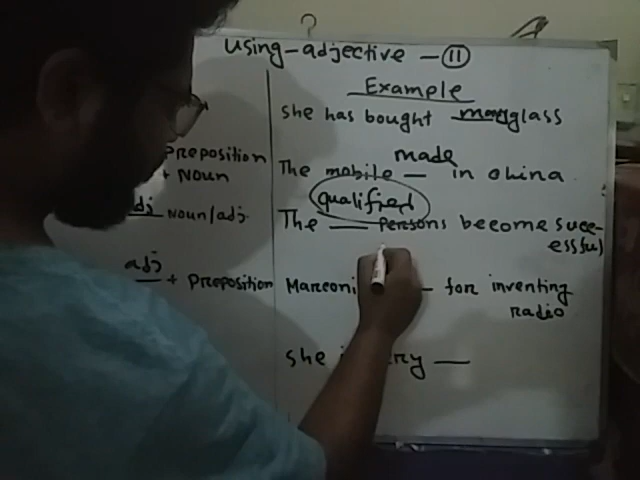 using-adjective - 11
Example
She has bought glass
Preposition
+ Noun
made
The mobile — in china
qualified
adj Noun/adj.
The — persons become succ-
essful
adj
— + Preposition
Marconi — for inventing
radio
she —